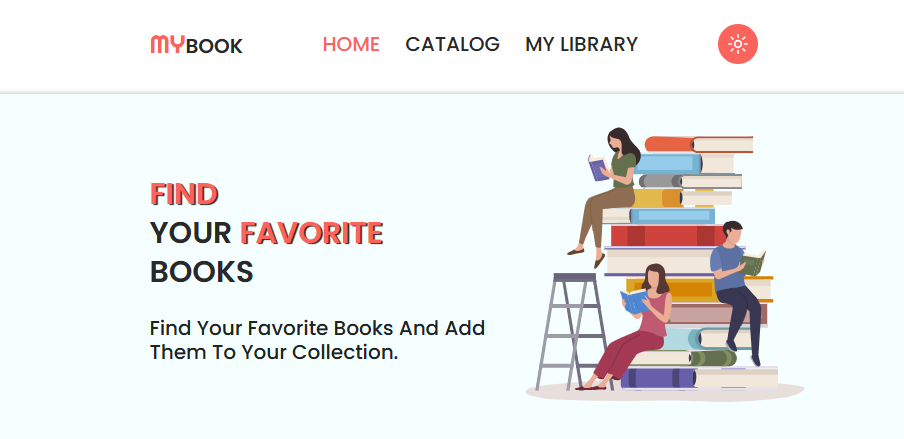 MYBOOK
HOME CATALOG MY LIBRARY
FIND
YOUR FAVORITE
BOOKS
Find Your Favorite Books And Add
Them To Your Collection.